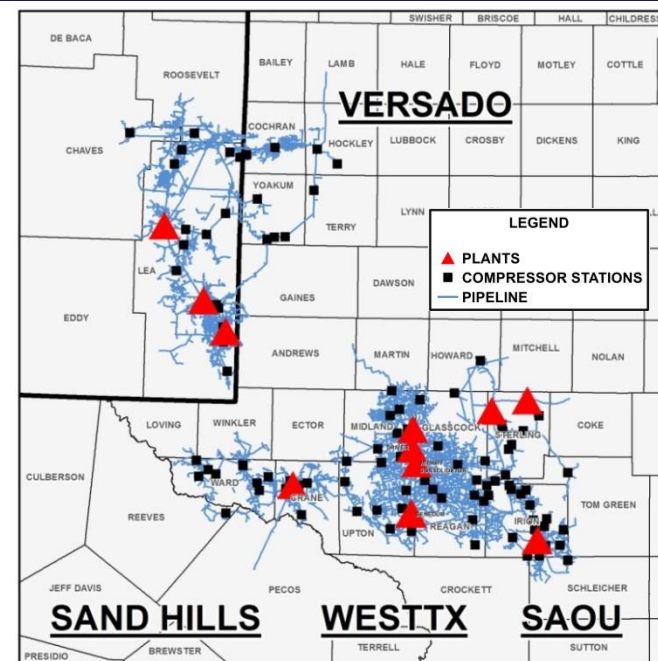 SWISHER BRISCOE HALL CHILDRESS
DE BACA
BAILEY LAMB HALE FLOYD MOTLEY COTTLE
ROOSEVELT
VERSADO
COCHRAN
HOCKLEY LUBBOCK CROSBY DICKENS KING
CHAVES
YOAKUM
LYNN
TERRY
LEGEND
PLANTS
COMPRESSOR STATIONS
PIPELINE
LEA
DAWSON
GAINES
EDDY
ANDREWS MARTIN HOWARD MITCHELL NOLAN
LOVING WINKLER ECTOR MIDLAND GLASSCOCK STERLING COKE
CULBERSON
WARD
CRANE
REEVES
TOM GREEN
UPTON REAGAN IRION
JEFF DAVIS
PECOS CROCKETT SCHLEICHER
SAND HILLS WESTTX SAOU
PRESIDIO BREWSTER TERRELL SUTTON